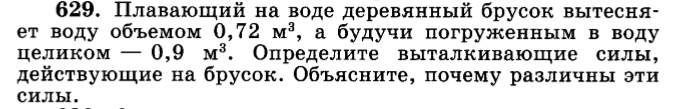 629. Плавающий на воде деревянный брусок вытесня-
ет воду объемом 0,72 м³, а будучи погруженным в воду
целиком — 0,9 м³. Определите выталкивающие силы,
действующие на брусок. Объясните, почему различны эти
силы.